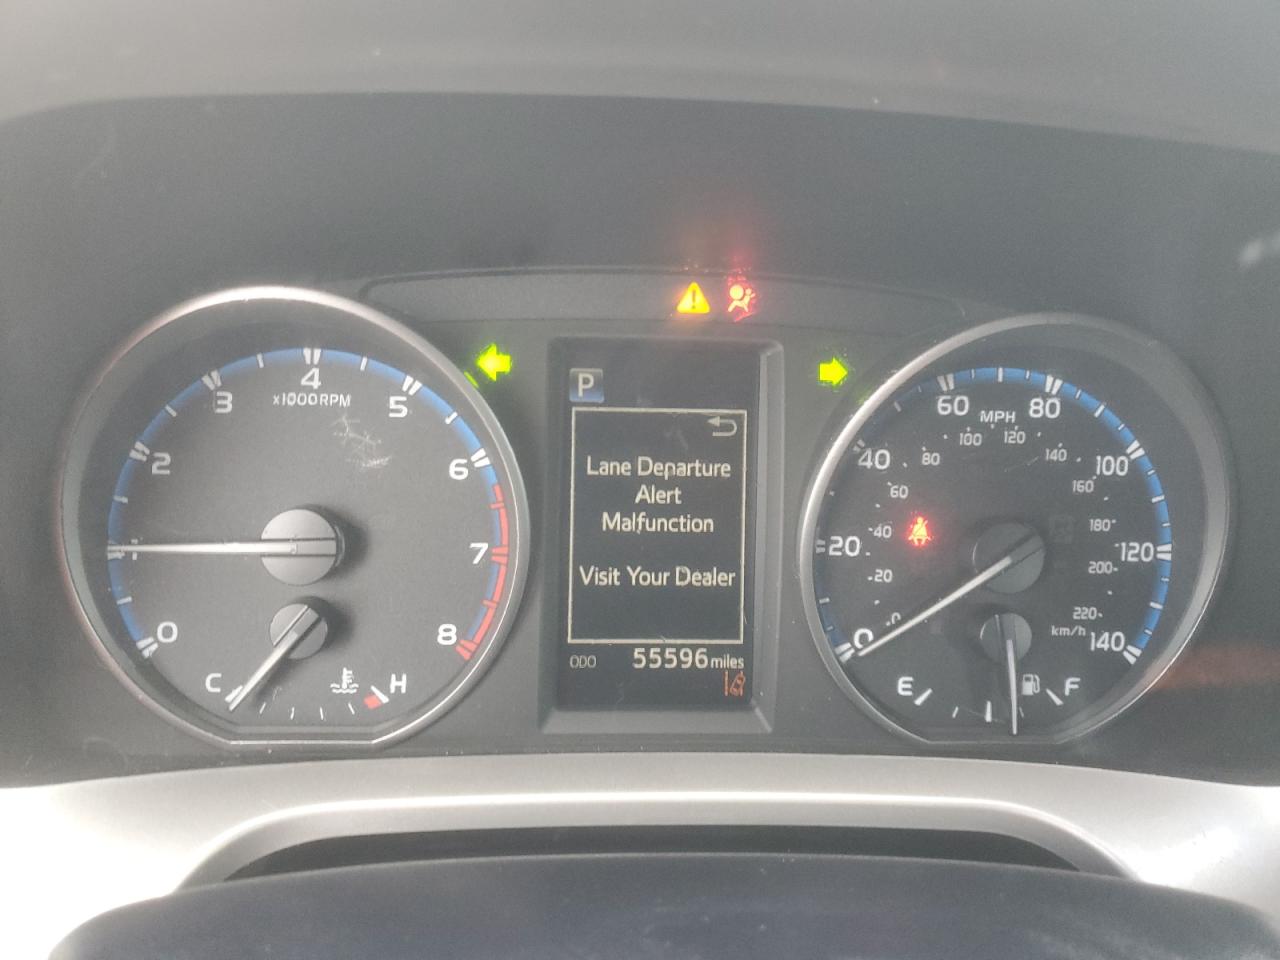 0
1
2
3
4
x1000RPM
5
6
7
8
C
H
P
Lane Departure
Alert
Malfunction
Visit Your Dealer
ODO 55596 miles
0
20
40
60
MPH
80
100
120
140
0
20
40
60
80
100
120
140
160
180
200
220
km/h
E
F